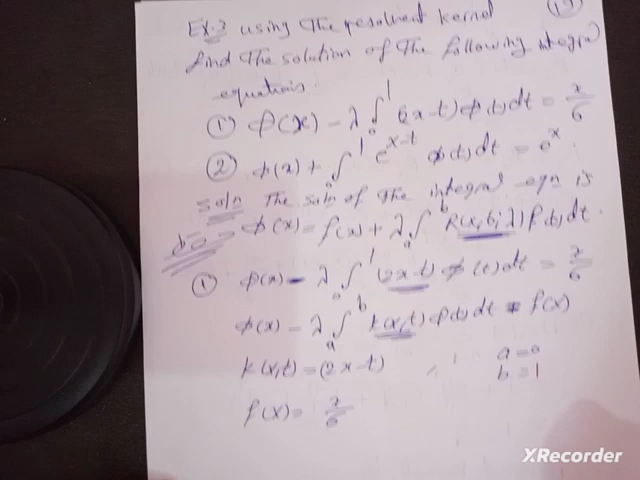 Ex.3 using The resolvent kernel
find The solution of The following integral
equations.
① φ(x) - λ ∫₀¹ (2x-t) φ(t) dt = x/6
② φ(x) + ∫₀¹ e^(x-t) φ(t) dt = e^x
soln The soln of The integral eqn is
φ(x) = f(x) + λ ∫ₐᵇ R(x,t;λ) f(t) dt.
① φ(x) - λ ∫₀¹ (2x-t) φ(t) dt = x/6
φ(x) - λ ∫ₐᵇ k(x,t) φ(t) dt = f(x)
k(x,t) = (2x-t) a=0
b=1
f(x) = x/6
XRecorder